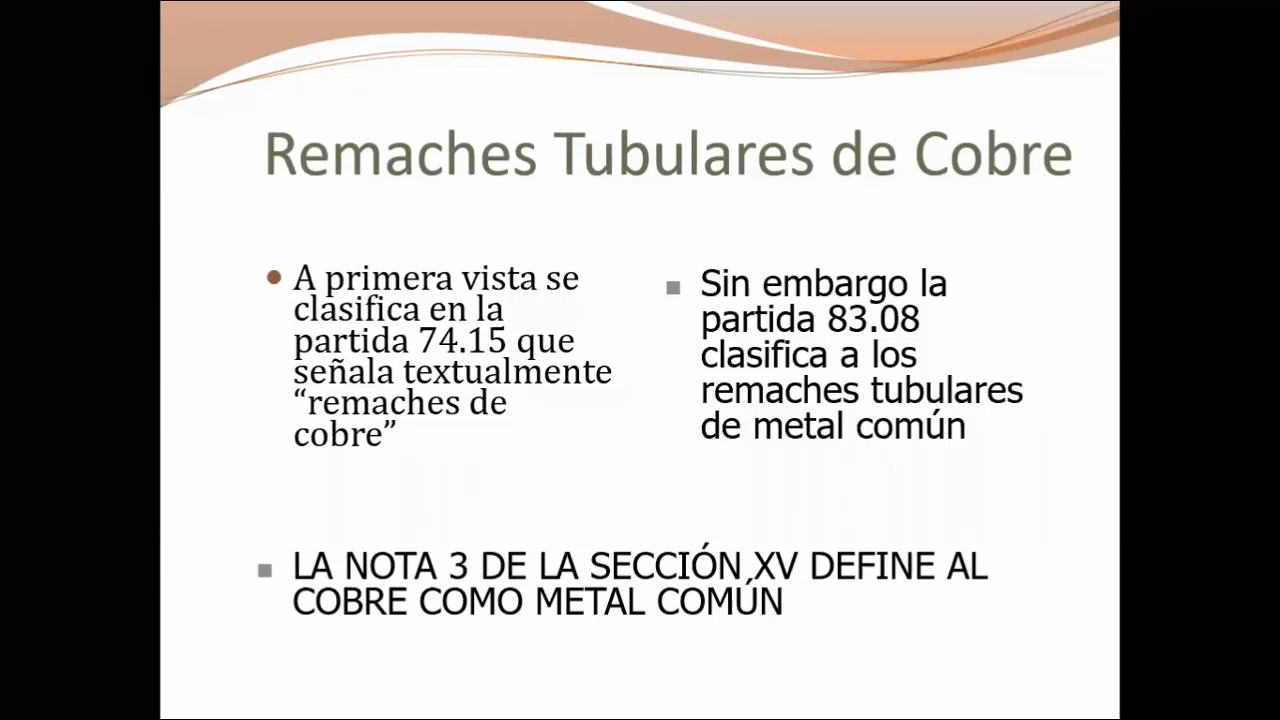 Remaches Tubulares de Cobre
A primera vista se
clasifica en la
partida 74.15 que
señala textualmente
“remaches de
cobre”
Sin embargo la
partida 83.08
clasifica a los
remaches tubulares
de metal común
LA NOTA 3 DE LA SECCIÓN XV DEFINE AL
COBRE COMO METAL COMÚN